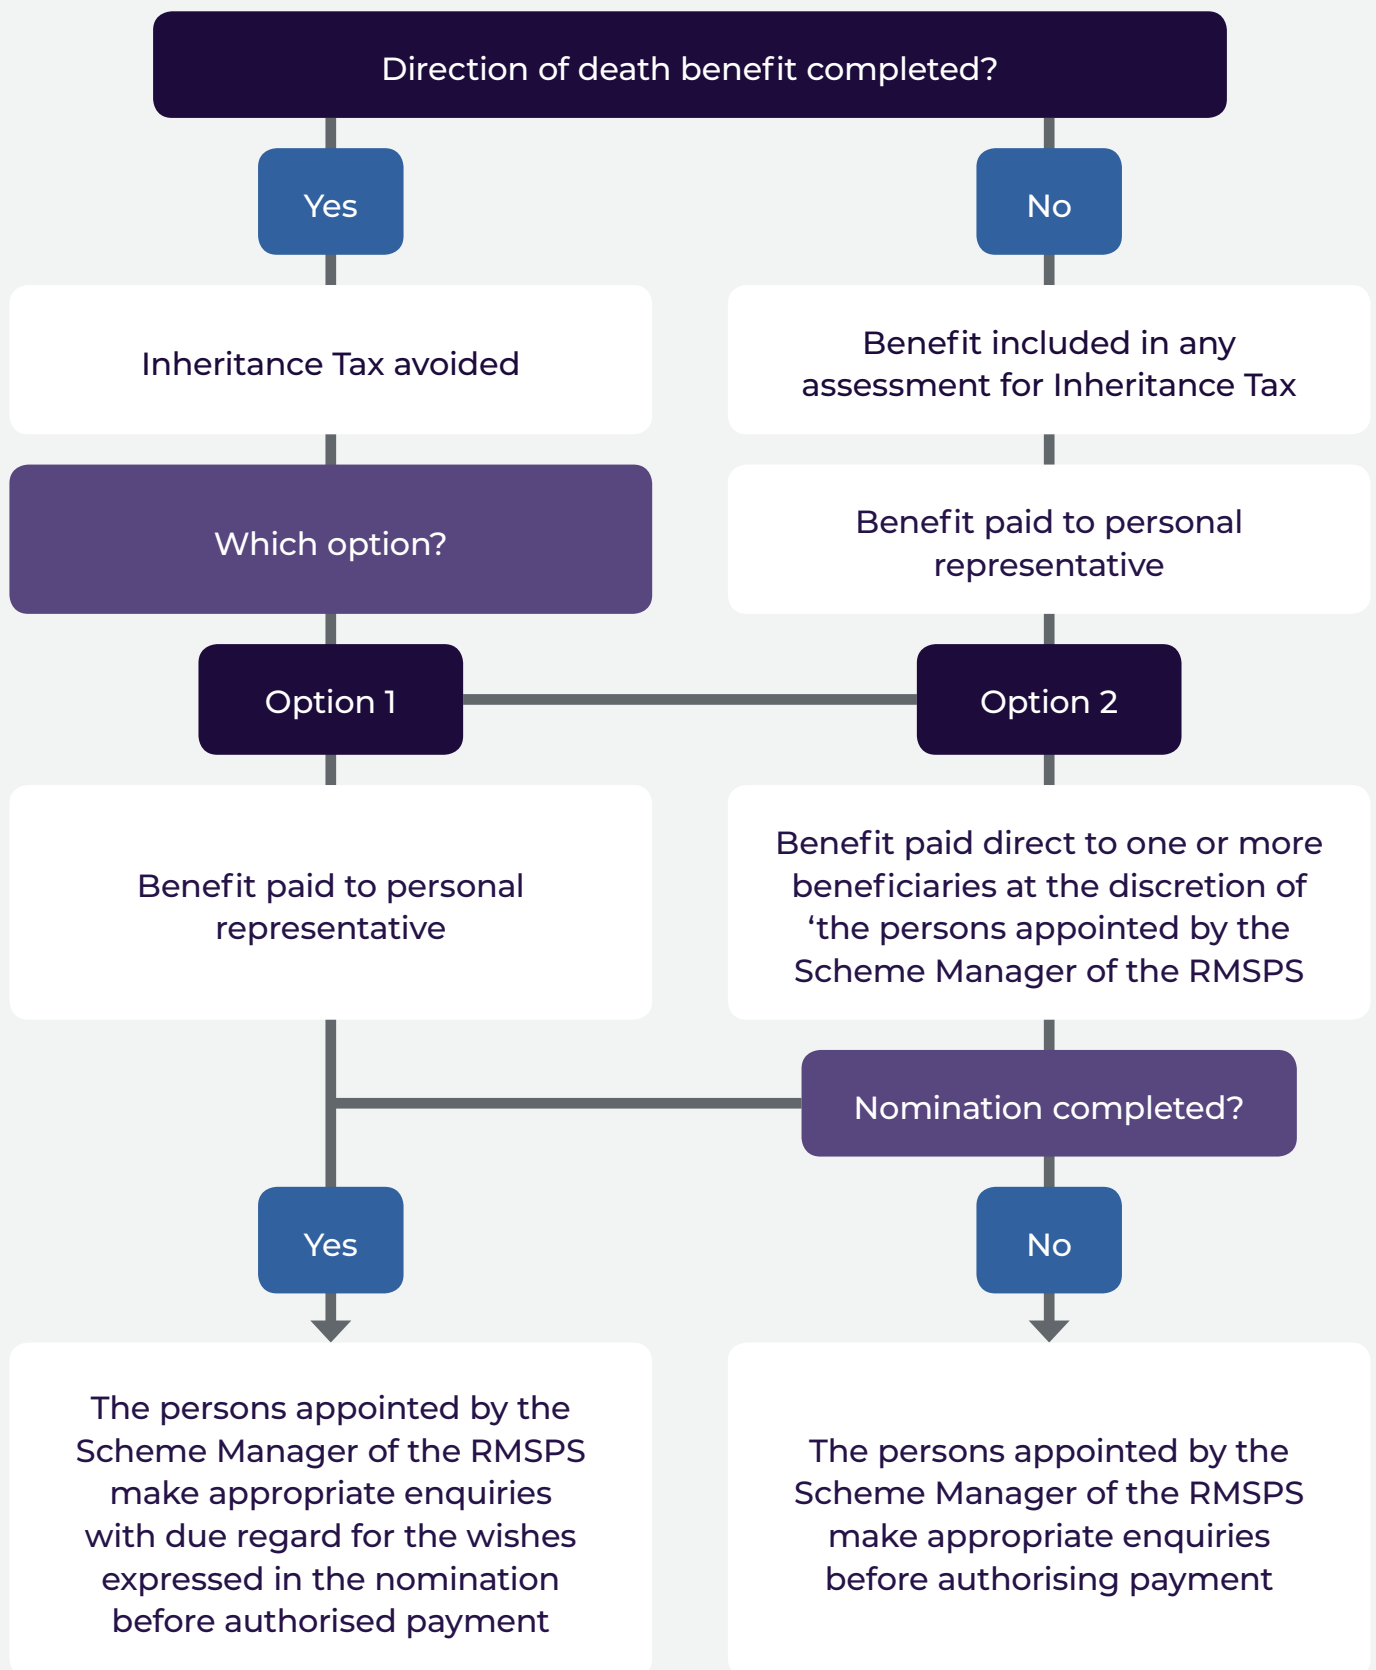 Direction of death benefit completed?
Yes
No
Inheritance Tax avoided
Benefit included in any
assessment for Inheritance Tax
Which option?
Benefit paid to personal
representative
Option 1
Option 2
Benefit paid to personal
representative
Benefit paid direct to one or more
beneficiaries at the discretion of
‘the persons appointed by the
Scheme Manager of the RMSPS
Nomination completed?
Yes
No
The persons appointed by the
Scheme Manager of the RMSPS
make appropriate enquiries
with due regard for the wishes
expressed in the nomination
before authorised payment
The persons appointed by the
Scheme Manager of the RMSPS
make appropriate enquiries
before authorising payment